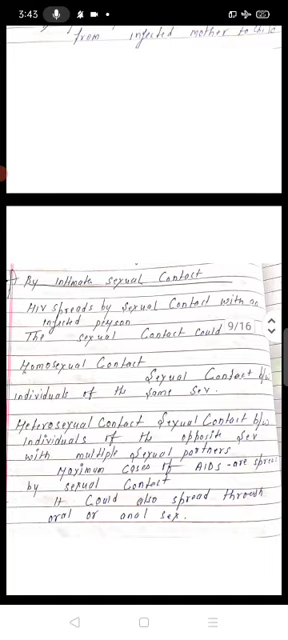 3:43
from infected mother to child
A By Intimate sexual Contact
HIV spreads by sexual Contact with an
infected person
The sexual Contact could
9/16
Homosexual Contact
Sexual Contact b/w
individuals of the same sex.
Heterosexual Contact Sexual Contact b/w
Individuals of the opposite sex
with multiple sexual partners
Maximum Cases of AIDs are spread
by sexual Contact
It Could also spread through
oral or anal sex.